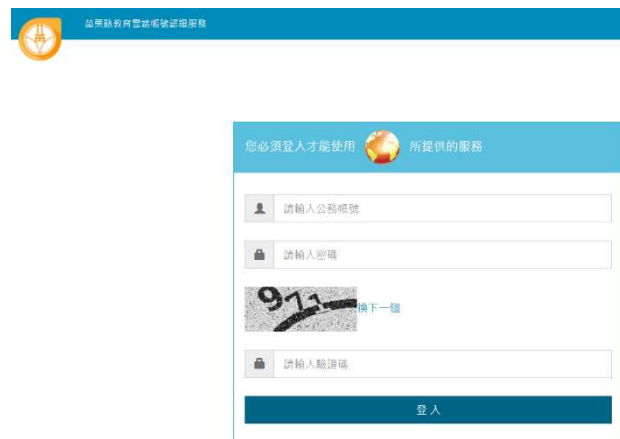 苗栗縣教育雲端帳號認證服務
您必須登入才能使用 所提供的服務
請輸入公務帳號
請輸入密碼
換下一個
請輸入驗證碼
登入